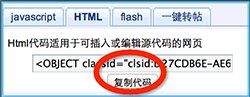 javascript HTML flash 一键转帖
Html代码适用于可插入或编辑源代码的网页
<OBJECT classid="clsid:D27CDB6E-AE6
复制代码